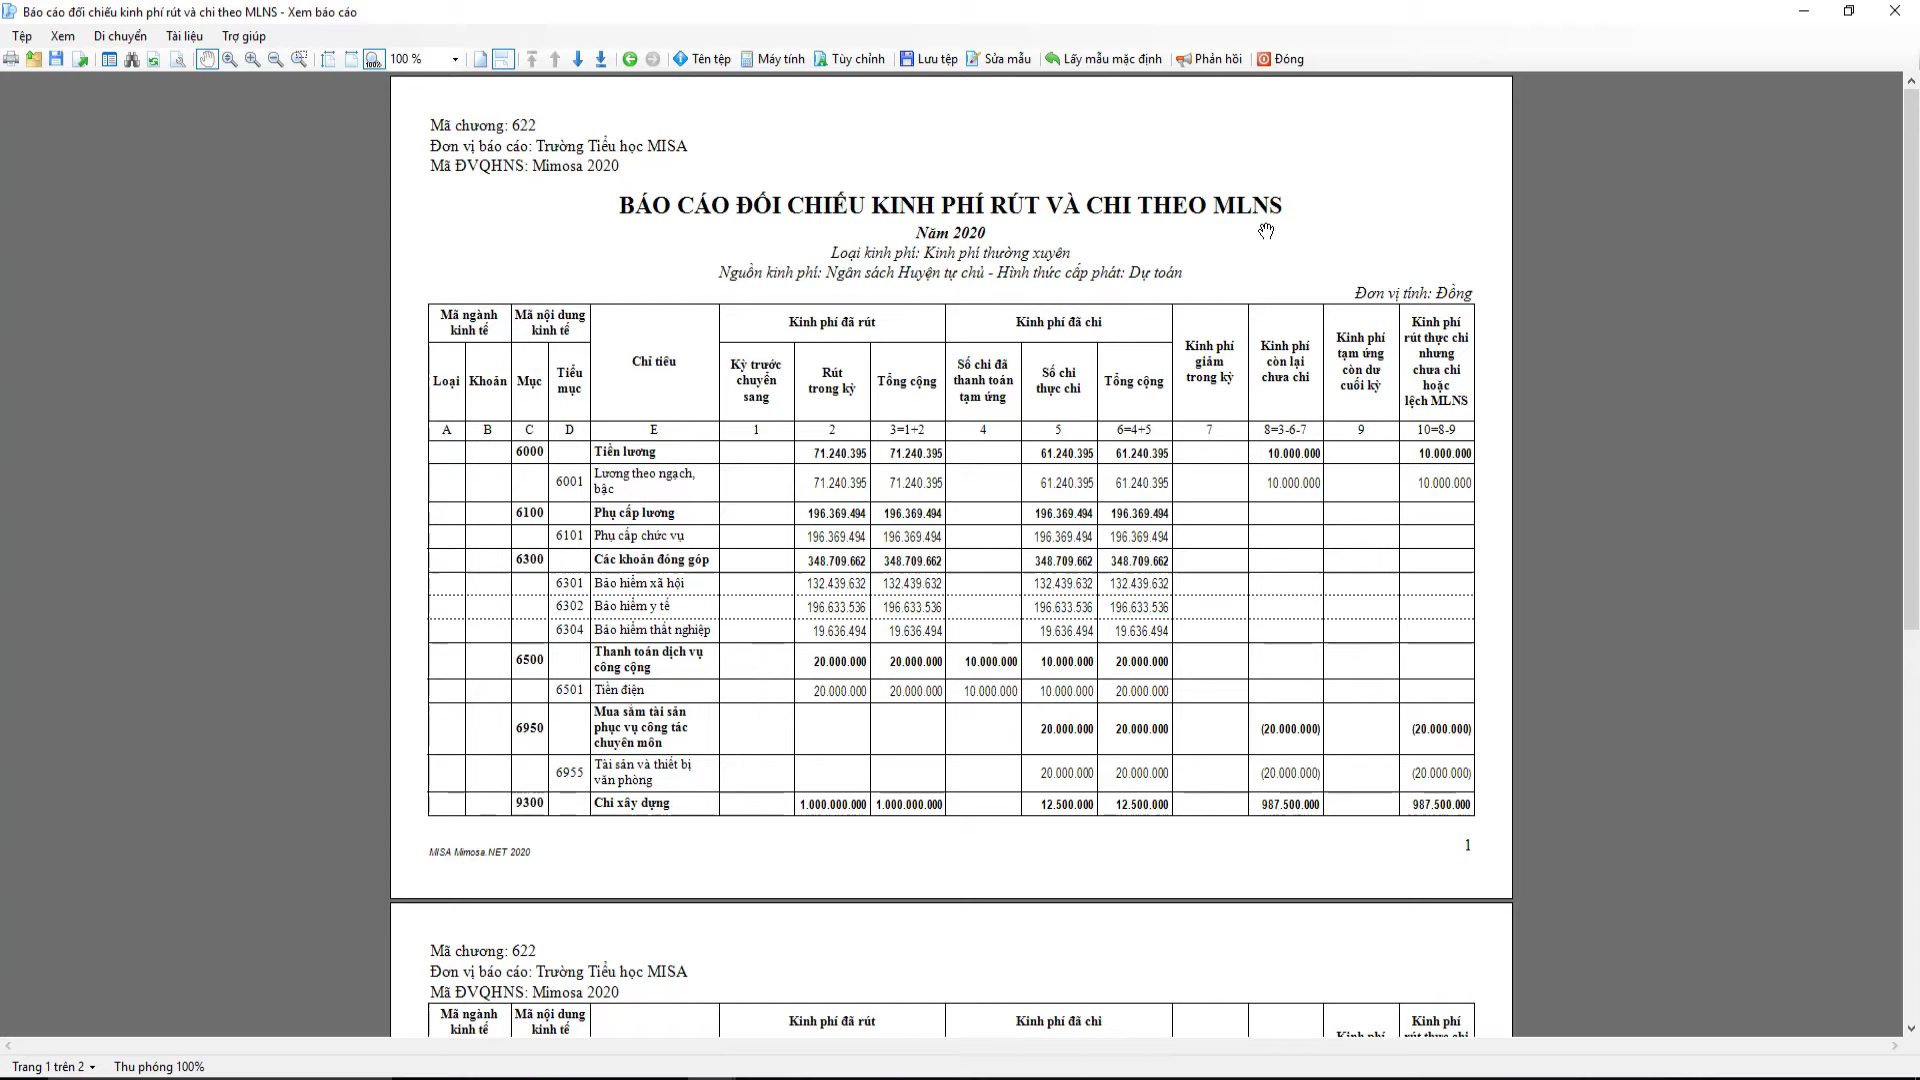 Báo cáo đối chiếu kinh phí rút và chi theo MLNS - Xem báo cáo
Tệp Xem Di chuyển Tài liệu Trợ giúp
100 % Tên tệp Máy tính Tùy chỉnh Lưu tệp Sửa mẫu Lấy mẫu mặc định Phản hồi Đóng
Mã chương: 622
Đơn vị báo cáo: Trường Tiểu học MISA
Mã ĐVQHNS: Mimosa 2020
BÁO CÁO ĐỐI CHIẾU KINH PHÍ RÚT VÀ CHI THEO MLNS
Năm 2020
Loại kinh phí: Kinh phí thường xuyên
Nguồn kinh phí: Ngân sách Huyện tự chủ - Hình thức cấp phát: Dự toán
Đơn vị tính: Đồng
Mã ngành kinh tế Mã nội dung kinh tế Chỉ tiêu Kinh phí đã rút Kinh phí đã chi Kinh phí giảm trong kỳ Kinh phí còn lại chưa chi Kinh phí tạm ứng còn dư cuối kỳ Kinh phí rút thực chi nhưng chưa chi hoặc lệch MLNS
Loại Khoản Mục Tiểu mục Kỳ trước chuyển sang Rút trong kỳ Tổng cộng Số chi đã thanh toán tạm ứng Số chi thực chi Tổng cộng
A B C D E 1 2 3=1+2 4 5 6=4+5 7 8=3-6-7 9 10=8-9
6000 Tiền lương 71.240.395 71.240.395 61.240.395 61.240.395 10.000.000 10.000.000
6001 Lương theo ngạch, bậc 71.240.395 71.240.395 61.240.395 61.240.395 10.000.000 10.000.000
6100 Phụ cấp lương 196.369.494 196.369.494 196.369.494 196.369.494
6101 Phụ cấp chức vụ 196.369.494 196.369.494 196.369.494 196.369.494
6300 Các khoản đóng góp 348.709.662 348.709.662 348.709.662 348.709.662
6301 Bảo hiểm xã hội 132.439.632 132.439.632 132.439.632 132.439.632
6302 Bảo hiểm y tế 196.633.536 196.633.536 196.633.536 196.633.536
6304 Bảo hiểm thất nghiệp 19.636.494 19.636.494 19.636.494 19.636.494
6500 Thanh toán dịch vụ công cộng 20.000.000 20.000.000 10.000.000 10.000.000 20.000.000
6501 Tiền điện 20.000.000 20.000.000 10.000.000 10.000.000 20.000.000
6950 Mua sắm tài sản phục vụ công tác chuyên môn 20.000.000 20.000.000 (20.000.000) (20.000.000)
6955 Tài sản và thiết bị văn phòng 20.000.000 20.000.000 (20.000.000) (20.000.000)
9300 Chi xây dựng 1.000.000.000 1.000.000.000 12.500.000 12.500.000 987.500.000 987.500.000
MISA Mimosa.NET 2020
1
Mã chương: 622
Đơn vị báo cáo: Trường Tiểu học MISA
Mã ĐVQHNS: Mimosa 2020
Mã ngành kinh tế Mã nội dung kinh tế Kinh phí đã rút Kinh phí đã chi Kinh phí Kinh phí rút thực chi
Trang 1 trên 2 Thu phóng 100%